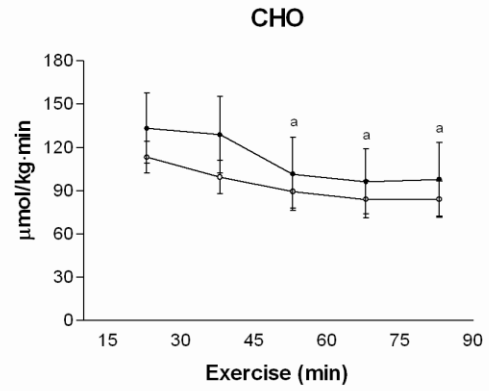 CHO
180
150
120
90
60
30
0
µmol/kg·min
a
a
a
15 30 45 60 75 90
Exercise (min)